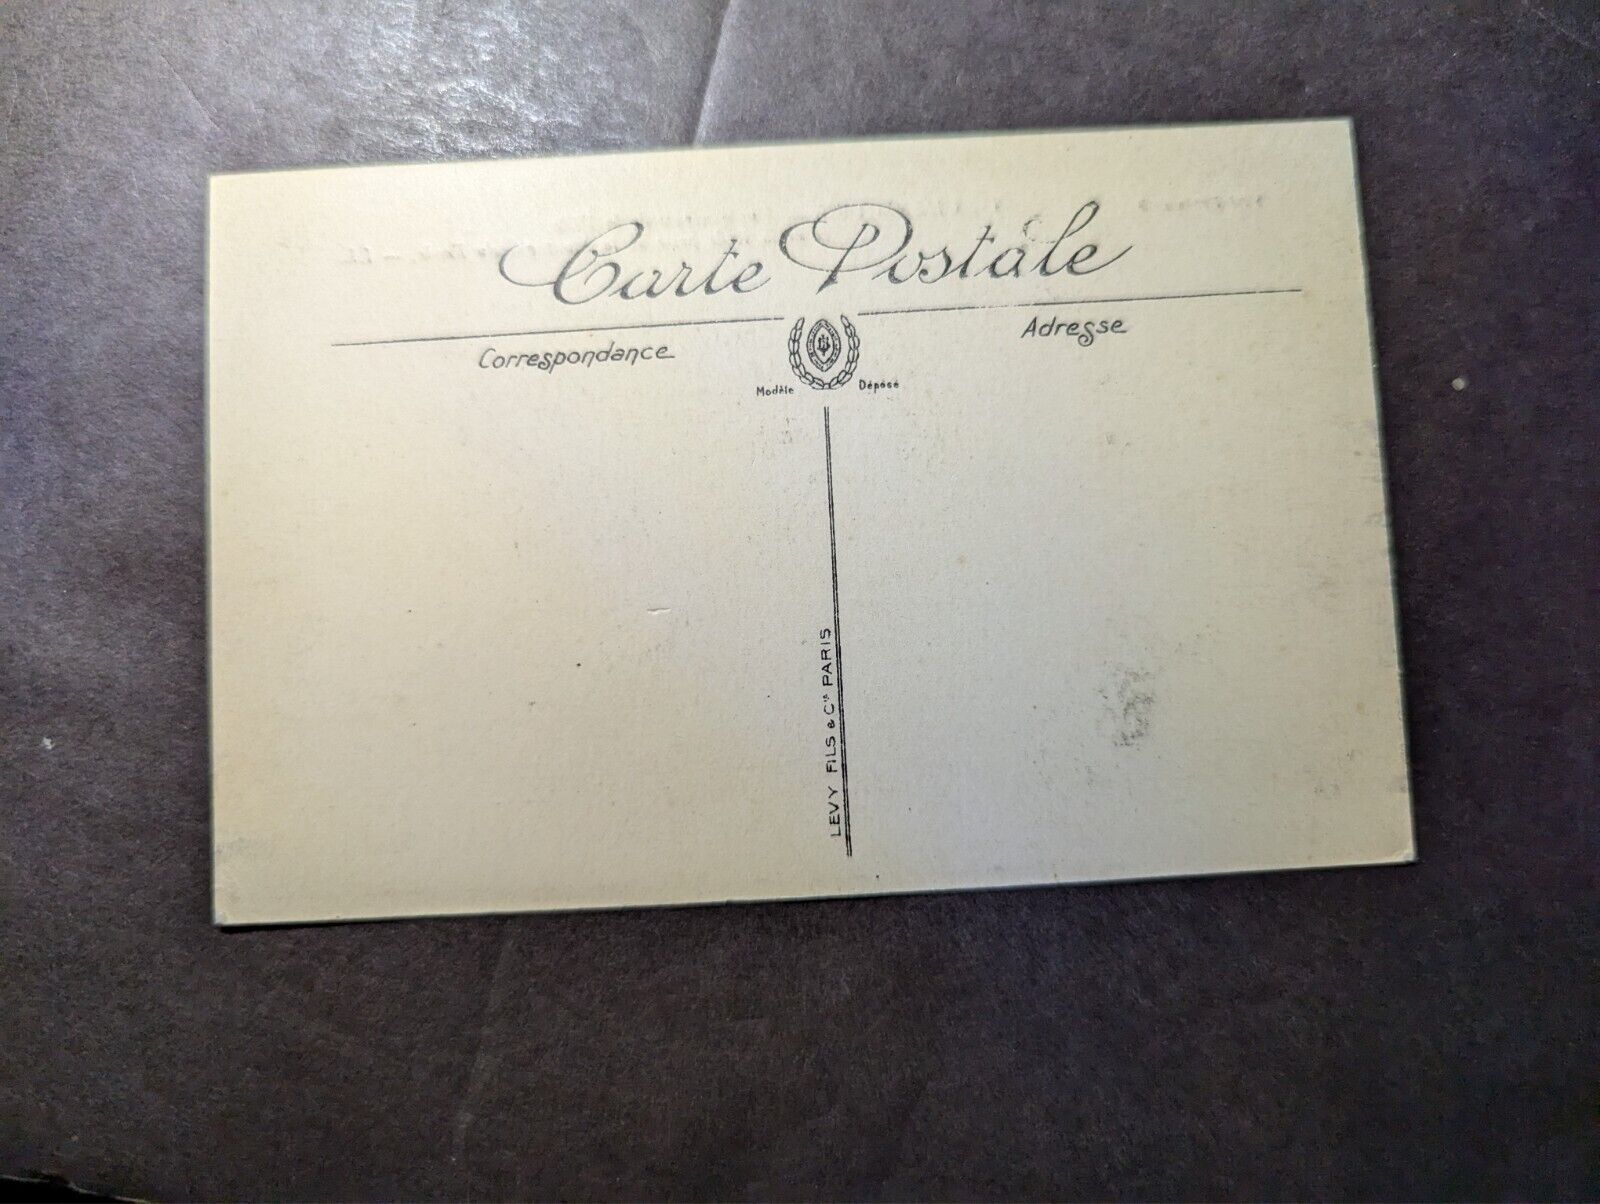 Carte Postale
Correspondance
Adresse
Modèle Déposé
LEVY FILS & Cie PARIS